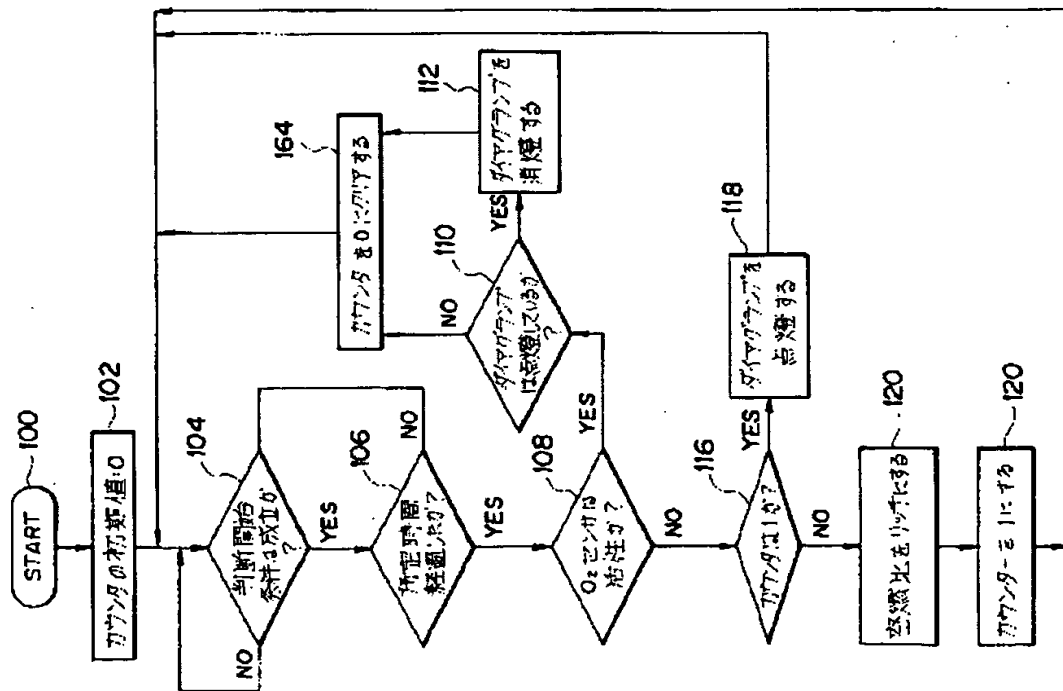 START
100
カウンタの初期値:0
102
判断開始
条件は成立か
?
104
NO
YES
所定時間
経過したか?
106
NO
YES
O₂センサは
活性か?
108
YES
NO
ダイヤグランプ
は点燈しているか
?
110
NO
YES
ダイヤグランプを
消燈する
112
カウンタを0にクリアする
164
カウンタは1か?
116
YES
NO
ダイヤグランプを
点燈する
118
空燃比をリッチにする
120
カウンターを1にする
120